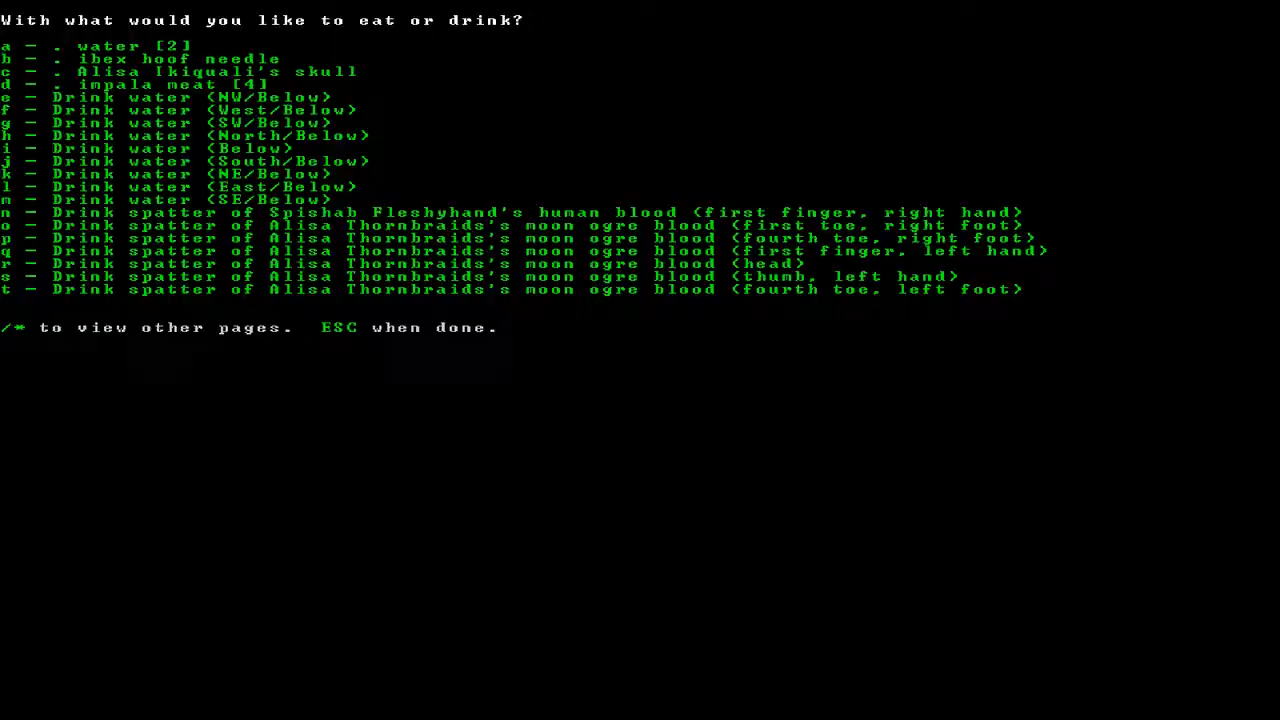 With what would you like to eat or drink?
a - . water [2]
b - . ibex hoof needle
c - . Alisa Ikiquali's skull
d - . impala meat [4]
e - Drink water (NW/Below)
f - Drink water (West/Below)
g - Drink water (SW/Below)
h - Drink water (North/Below)
i - Drink water (Below)
j - Drink water (South/Below)
k - Drink water (NE/Below)
l - Drink water (East/Below)
m - Drink water (SE/Below)
n - Drink spatter of Spishab Fleshyhand's human blood (first finger, right hand)
o - Drink spatter of Alisa Thornbraids's moon ogre blood (first toe, right foot)
p - Drink spatter of Alisa Thornbraids's moon ogre blood (fourth toe, right foot)
q - Drink spatter of Alisa Thornbraids's moon ogre blood (first finger, left hand)
r - Drink spatter of Alisa Thornbraids's moon ogre blood (head)
s - Drink spatter of Alisa Thornbraids's moon ogre blood (thumb, left hand)
t - Drink spatter of Alisa Thornbraids's moon ogre blood (fourth toe, left foot)
/* to view other pages.  ESC when done.